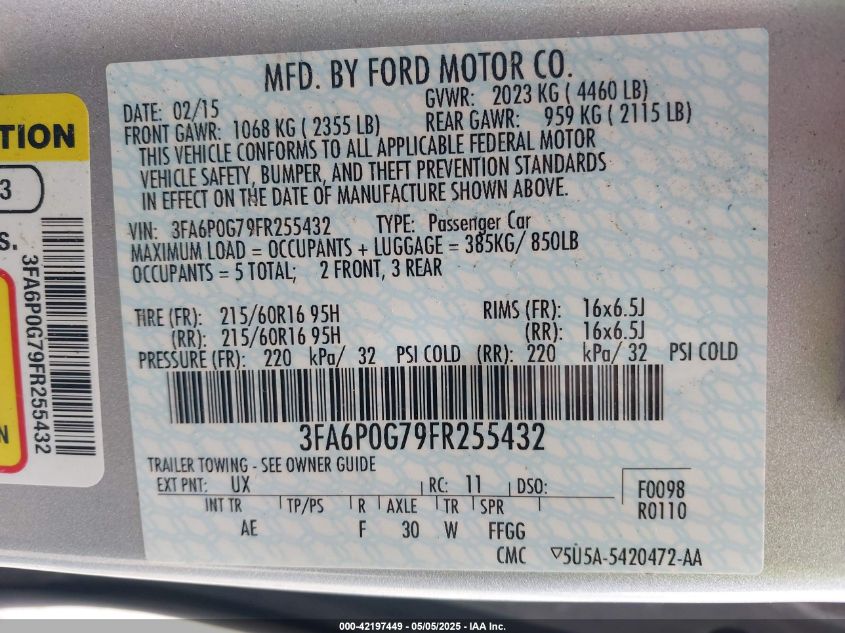 MFD. BY FORD MOTOR CO.
DATE: 02/15 GVWR: 2023 KG ( 4460 LB)
FRONT GAWR: 1068 KG ( 2355 LB) REAR GAWR: 959 KG ( 2115 LB)
THIS VEHICLE CONFORMS TO ALL APPLICABLE FEDERAL MOTOR
VEHICLE SAFETY, BUMPER, AND THEFT PREVENTION STANDARDS
IN EFFECT ON THE DATE OF MANUFACTURE SHOWN ABOVE.
VIN: 3FA6P0G79FR255432 TYPE: Passenger Car
MAXIMUM LOAD = OCCUPANTS + LUGGAGE = 385KG/ 850LB
OCCUPANTS = 5 TOTAL; 2 FRONT, 3 REAR
TIRE (FR): 215/60R16 95H RIMS (FR): 16x6.5J
(RR): 215/60R16 95H (RR): 16x6.5J
PRESSURE (FR): 220 kPa/ 32 PSI COLD (RR): 220 kPa/ 32 PSI COLD
3FA6P0G79FR255432
TRAILER TOWING - SEE OWNER GUIDE
EXT PNT: UX RC: 11 DSO: F0098
INT TR TP/PS R AXLE TR SPR R0110
AE F 30 W FFGG
CMC ▽5U5A-5420472-AA
TION
3
S.
N
3FA6P0G79FR255432
000-42197449 - 05/05/2025 - IAA Inc.